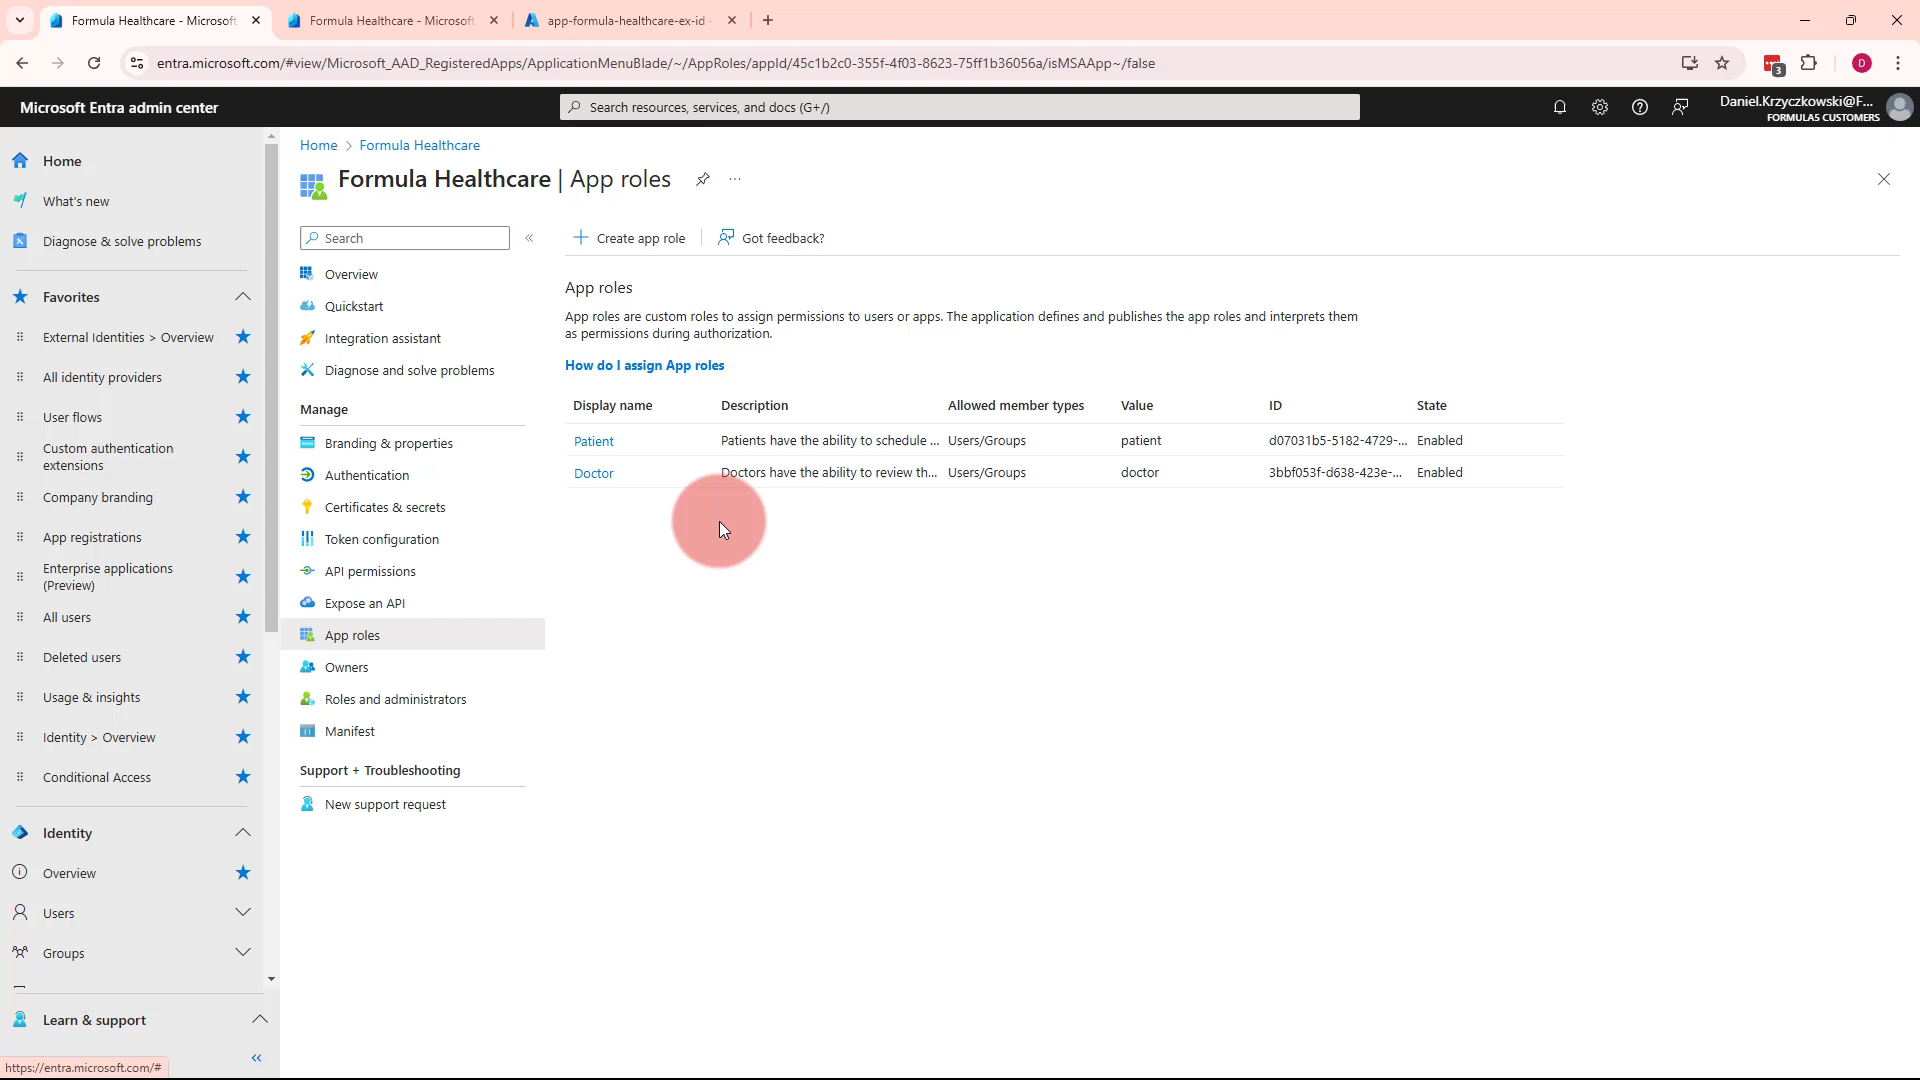 Formula Healthcare - Microsoft
Formula Healthcare - Microsoft
app-formula-healthcare-ex-id -
entra.microsoft.com/#view/Microsoft_AAD_RegisteredApps/ApplicationMenuBlade/~/AppRoles/appId/45c1b2c0-355f-4f03-8623-75ff1b36056a/isMSAApp~/false
3
D
Microsoft Entra admin center
Search resources, services, and docs (G+/)
Daniel.Krzyczkowski@F...
FORMULA5 CUSTOMERS
Home
What's new
Diagnose & solve problems
Favorites
External Identities > Overview
All identity providers
User flows
Custom authentication
extensions
Company branding
App registrations
Enterprise applications
(Preview)
All users
Deleted users
Usage & insights
Identity > Overview
Conditional Access
Identity
Overview
Users
Groups
Learn & support
https://entra.microsoft.com/#
Home > Formula Healthcare
Formula Healthcare | App roles
Search
Overview
Quickstart
Integration assistant
Diagnose and solve problems
Manage
Branding & properties
Authentication
Certificates & secrets
Token configuration
API permissions
Expose an API
App roles
Owners
Roles and administrators
Manifest
Support + Troubleshooting
New support request
Create app role
Got feedback?
App roles
App roles are custom roles to assign permissions to users or apps. The application defines and publishes the app roles and interprets them
as permissions during authorization.
How do I assign App roles
Display name Description Allowed member types Value ID State
Patient Patients have the ability to schedule ... Users/Groups patient d07031b5-5182-4729-... Enabled
Doctor Doctors have the ability to review th... Users/Groups doctor 3bbf053f-d638-423e-... Enabled